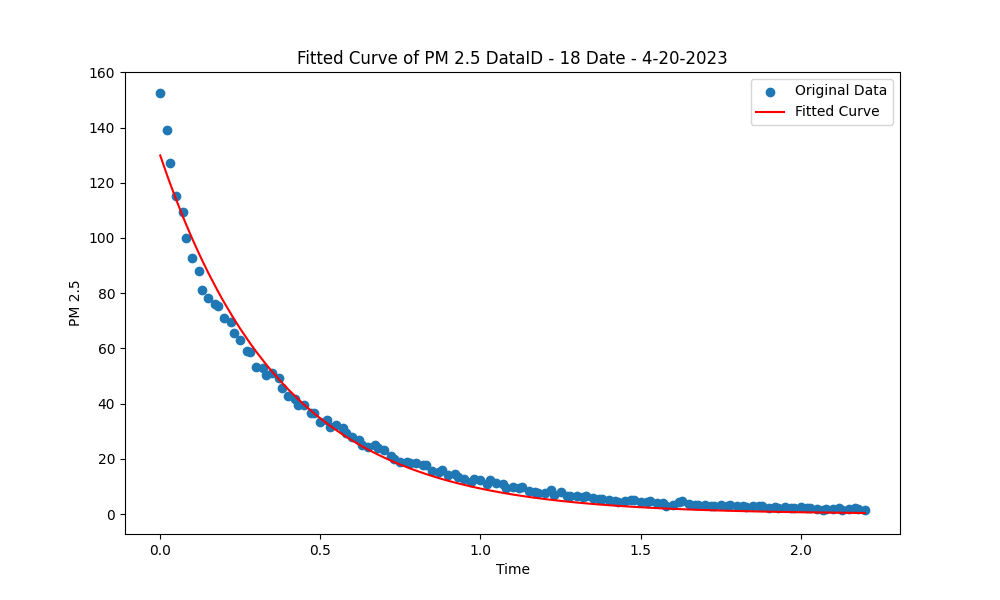 Fitted Curve of PM 2.5 DataID - 18 Date - 4-20-2023
Original Data
Fitted Curve
PM 2.5
160
140
120
100
80
60
40
20
0
0.0 0.5 1.0 1.5 2.0
Time